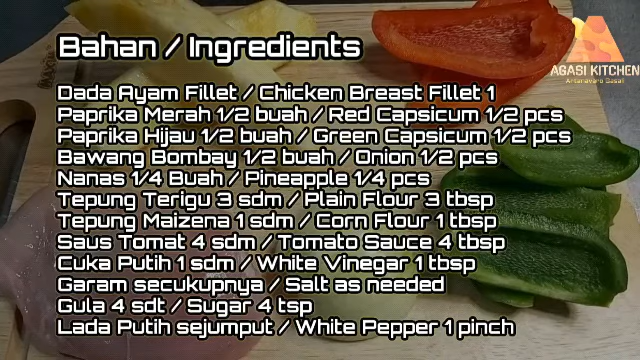 Bahan / Ingredients
AGASI KITCHEN
Dada Ayam Fillet / Chicken Breast Fillet 1
Paprika Merah 1/2 buah / Red Capsicum 1/2 pcs
Paprika Hijau 1/2 buah / Green Capsicum 1/2 pcs
Bawang Bombay 1/2 buah / Onion 1/2 pcs
Nanas 1/4 Buah / Pineapple 1/4 pcs
Tepung Terigu 3 sdm / Plain Flour 3 tbsp
Tepung Maizena 1 sdm / Corn Flour 1 tbsp
Saus Tomat 4 sdm / Tomato Sauce 4 tbsp
Cuka Putih 1 sdm / White Vinegar 1 tbsp
Garam secukupnya / Salt as needed
Gula 4 sdt / Sugar 4 tsp
Lada Putih sejumput / White Pepper 1 pinch